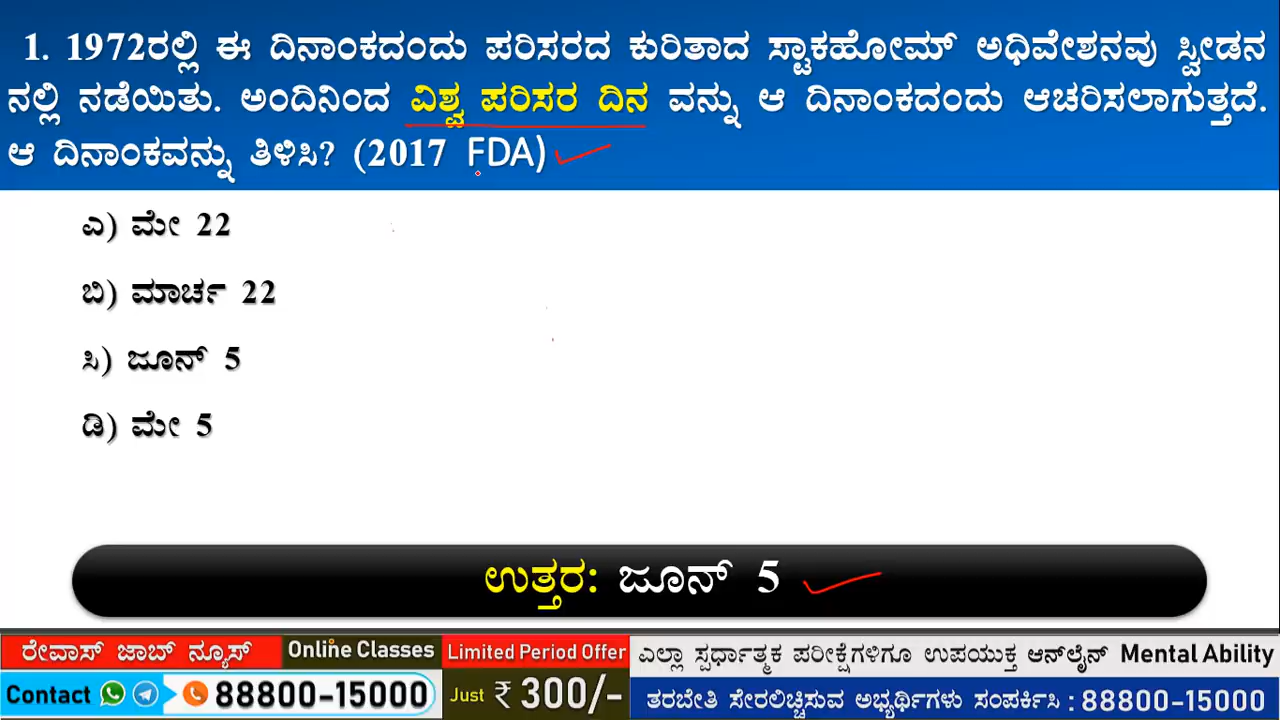 1. 1972ರಲ್ಲಿ ಈ ದಿನಾಂಕದಂದು ಪರಿಸರದ ಕುರಿತಾದ ಸ್ಟಾಕಹೋಮ್ ಅಧಿವೇಶನವು ಸ್ವೀಡನ
ನಲ್ಲಿ ನಡೆಯಿತು. ಅಂದಿನಿಂದ ವಿಶ್ವ ಪರಿಸರ ದಿನ ವನ್ನು ಆ ದಿನಾಂಕದಂದು ಆಚರಿಸಲಾಗುತ್ತದೆ.
ಆ ದಿನಾಂಕವನ್ನು ತಿಳಿಸಿ? (2017 FDA)
ಎ) ಮೇ 22
ಬಿ) ಮಾರ್ಚ 22
ಸಿ) ಜೂನ್ 5
ಡಿ) ಮೇ 5
ಉತ್ತರ: ಜೂನ್ 5
ರೇವಾಸ್ ಜಾಬ್ ನ್ಯೂಸ್ Online Classes Limited Period Offer ಎಲ್ಲಾ ಸ್ಪರ್ಧಾತ್ಮಕ ಪರೀಕ್ಷೆಗಳಿಗೂ ಉಪಯುಕ್ತ ಆನ್‌ಲೈನ್ Mental Ability
Contact 88800-15000 Just ₹ 300/- ತರಬೇತಿ ಸೇರಲಿಚ್ಚಿಸುವ ಅಭ್ಯರ್ಥಿಗಳು ಸಂಪರ್ಕಿಸಿ : 88800-15000